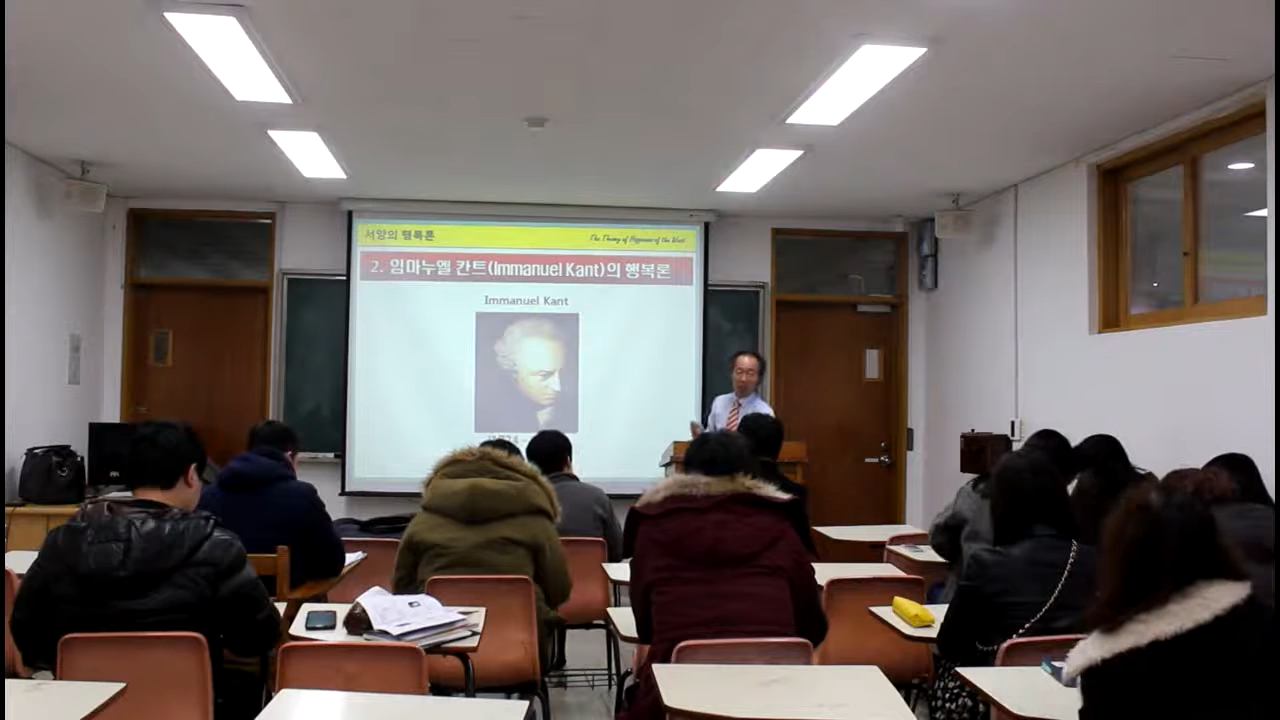 서양의 행복론
The Theory of Happiness of the West
2. 임마누엘 칸트(Immanuel Kant)의 행복론
Immanuel Kant